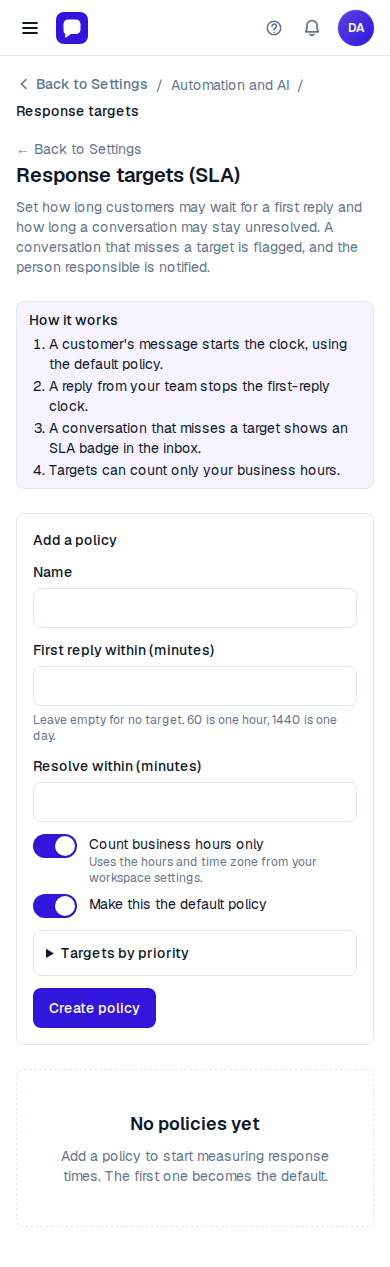 DA
Back to Settings / Automation and AI /
Response targets
← Back to Settings
Response targets (SLA)
Set how long customers may wait for a first reply and
how long a conversation may stay unresolved. A
conversation that misses a target is flagged, and the
person responsible is notified.
How it works
1. A customer's message starts the clock, using
the default policy.
2. A reply from your team stops the first-reply
clock.
3. A conversation that misses a target shows an
SLA badge in the inbox.
4. Targets can count only your business hours.
Add a policy
Name
First reply within (minutes)
Leave empty for no target. 60 is one hour, 1440 is one
day.
Resolve within (minutes)
Count business hours only
Uses the hours and time zone from your
workspace settings.
Make this the default policy
Targets by priority
Create policy
No policies yet
Add a policy to start measuring response
times. The first one becomes the default.